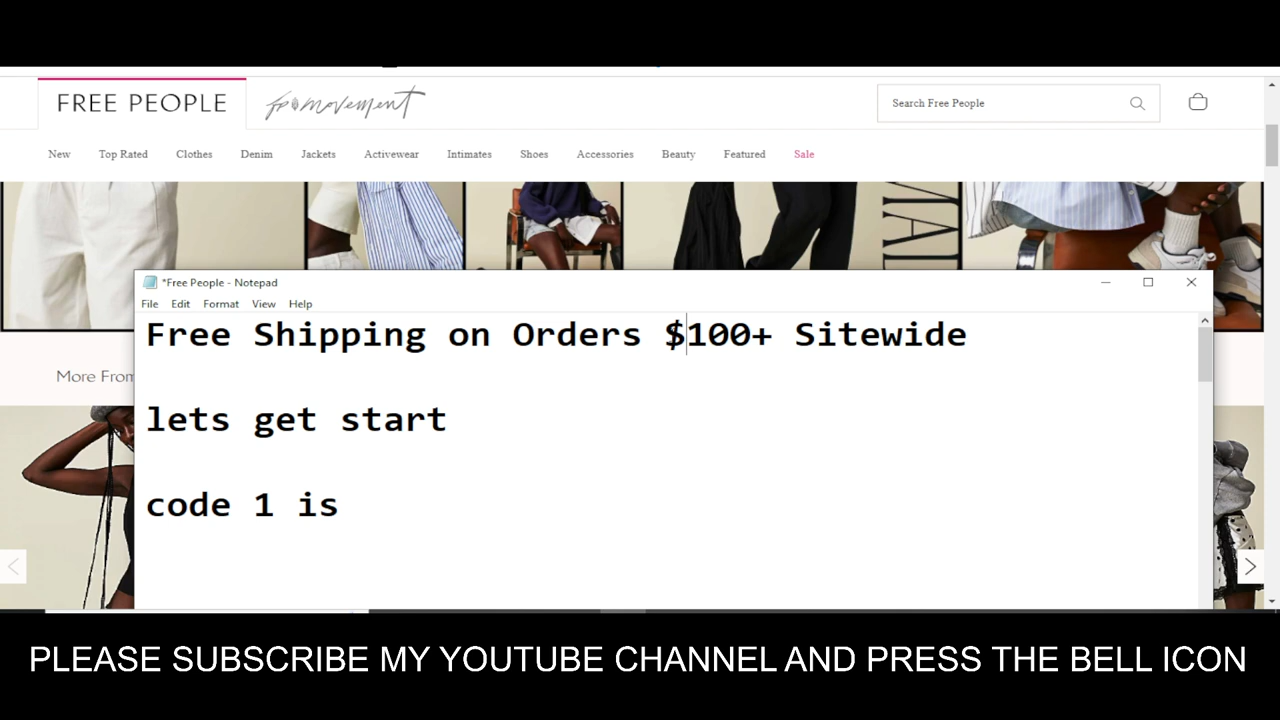 FREE PEOPLE
fp movement
Search Free People
New Top Rated Clothes Denim Jackets Activewear Intimates Shoes Accessories Beauty Featured Sale
*Free People - Notepad
File Edit Format View Help
Free Shipping on Orders $100+ Sitewide
More From
lets get start
code 1 is
PLEASE SUBSCRIBE MY YOUTUBE CHANNEL AND PRESS THE BELL ICON